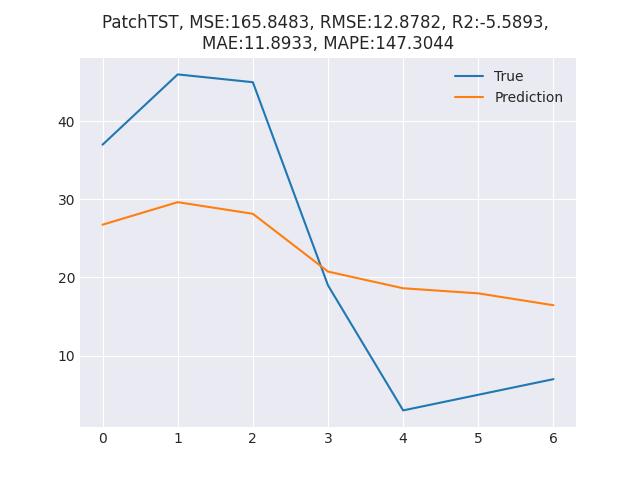 PatchTST, MSE:165.8483, RMSE:12.8782, R2:-5.5893,
MAE:11.8933, MAPE:147.3044
True
Prediction
40
30
20
10
0 1 2 3 4 5 6